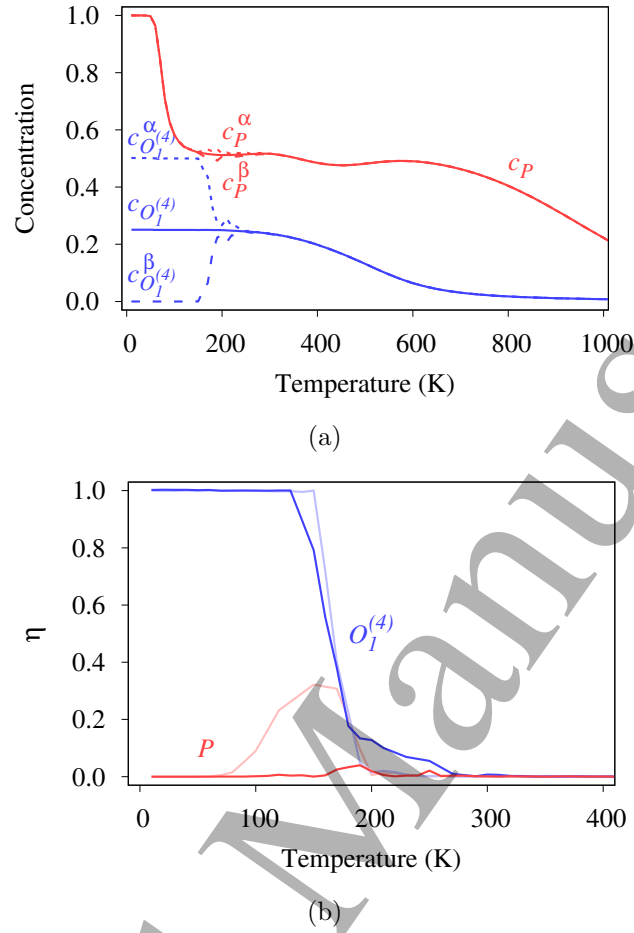 1.0
0.8
0.6
0.4
0.2
0.0
Concentration
c_{O_1^{(4)}}^α
c_{O_1^{(4)}}
c_{O_1^{(4)}}^β
c_P^α
c_P^β
c_P
0 200 400 600 800 1000
Temperature (K)
(a)
1.0
0.8
0.6
0.4
0.2
0.0
η
O_1^{(4)}
P
0 100 200 300 400
Temperature (K)
(b)
Manus